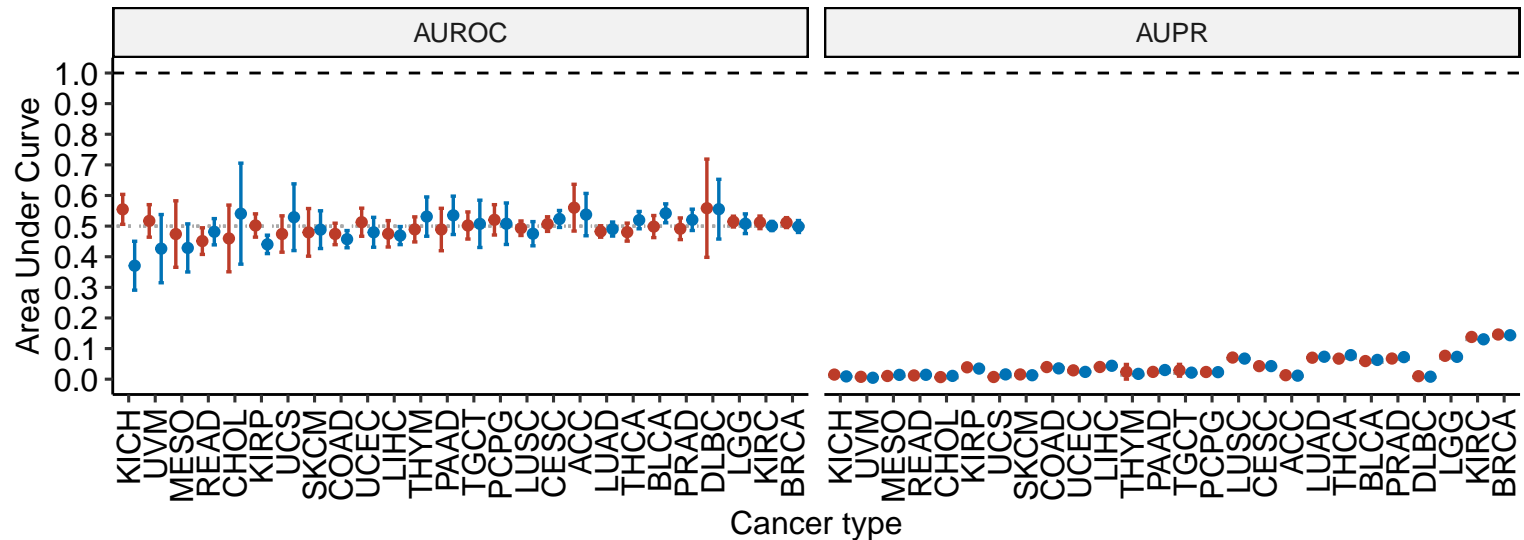 AUROC
AUPR
Area Under Curve
1.0
0.9
0.8
0.7
0.6
0.5
0.4
0.3
0.2
0.1
0.0
KICH
UVM
MESO
READ
CHOL
KIRP
UCS
SKCM
COAD
UCEC
LIHC
THYM
PAAD
TGCT
PCPG
LUSC
CESC
ACC
LUAD
THCA
BLCA
PRAD
DLBC
LGG
KIRC
BRCA
KICH
UVM
MESO
READ
CHOL
KIRP
UCS
SKCM
COAD
UCEC
LIHC
THYM
PAAD
TGCT
PCPG
LUSC
CESC
ACC
LUAD
THCA
BLCA
PRAD
DLBC
LGG
KIRC
BRCA
Cancer type